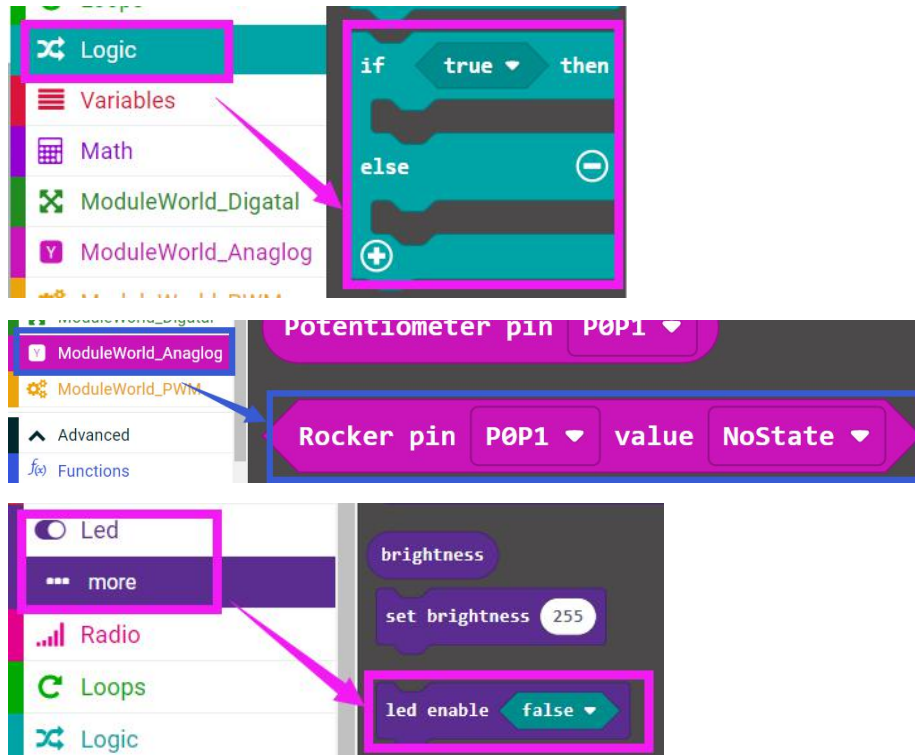 Logic
Variables
Math
ModuleWorld_Digatal
ModuleWorld_Anaglog
if true then
else
ModuleWorld_Anaglog
ModuleWorld_PWM
Advanced
f(x) Functions
Potentiometer pin P0P1
Rocker pin P0P1 value NoState
Led
more
Radio
Loops
Logic
brightness
set brightness 255
led enable false